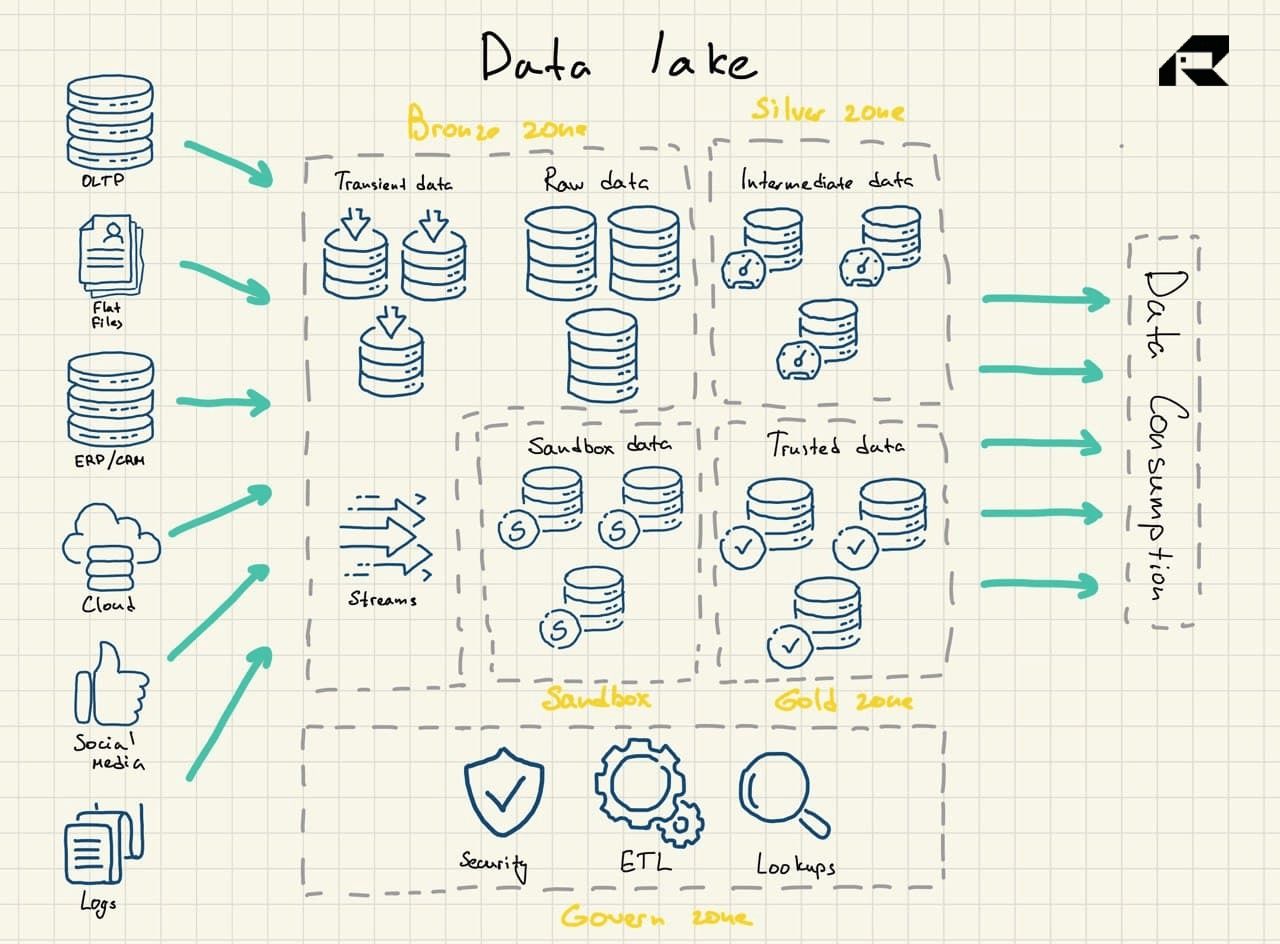 Data lake
OLTP
Flat
Files
ERP/CRM
Cloud
Social
Media
Logs
Bronze zone
Transient data
Raw data
Streams
Silver zone
Intermediate data
Sandbox data
Sandbox
Trusted data
Gold zone
Security
ETL
Lookups
Govern zone
Data Consumption